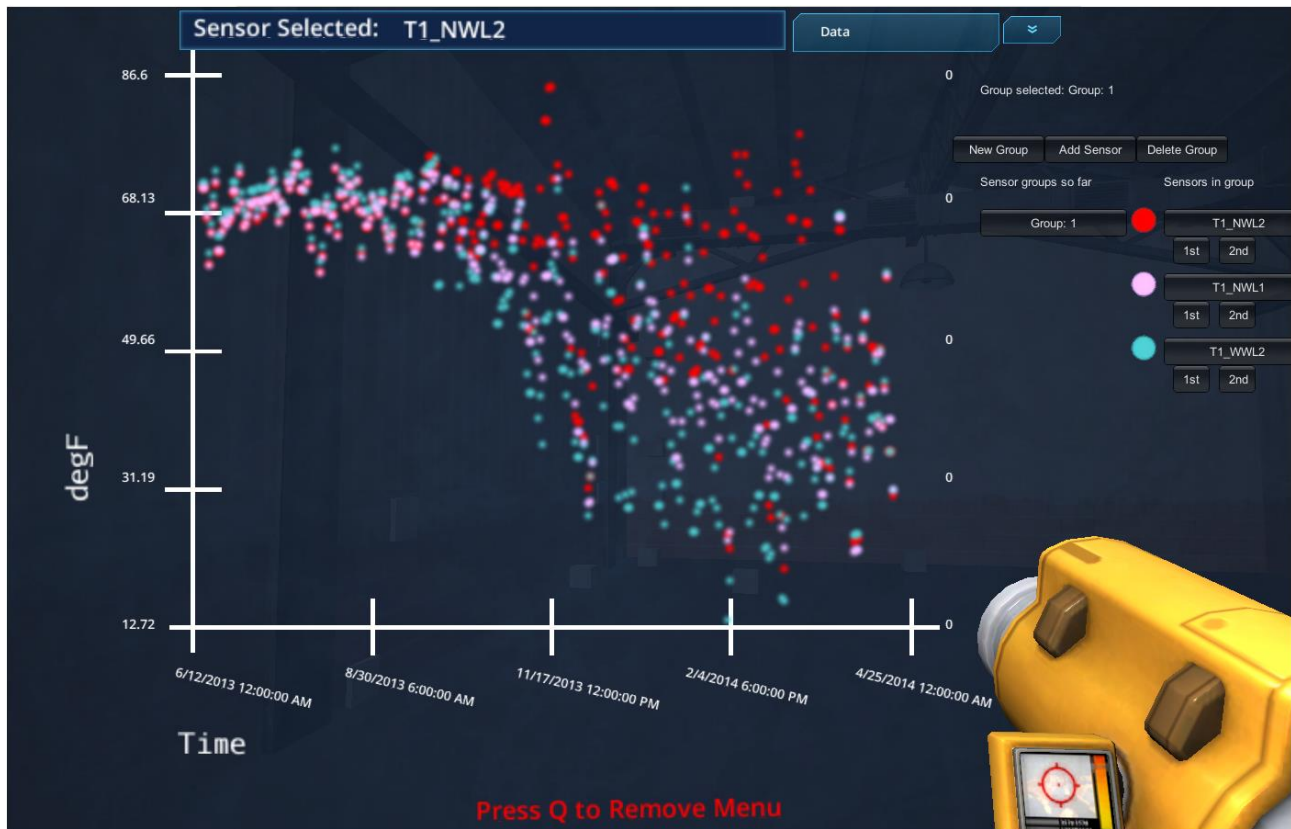 Sensor Selected: T1_NWL2
Data
86.6
0
Group selected: Group: 1
New Group
Add Sensor
Delete Group
Sensor groups so far
Sensors in group
68.13
0
Group: 1
T1_NWL2
1st
2nd
T1_NWL1
1st
2nd
49.66
0
T1_WWL2
1st
2nd
degF
31.19
0
12.72
0
6/12/2013 12:00:00 AM
8/30/2013 6:00:00 AM
11/17/2013 12:00:00 PM
2/4/2014 6:00:00 PM
4/25/2014 12:00:00 AM
Time
Press Q to Remove Menu